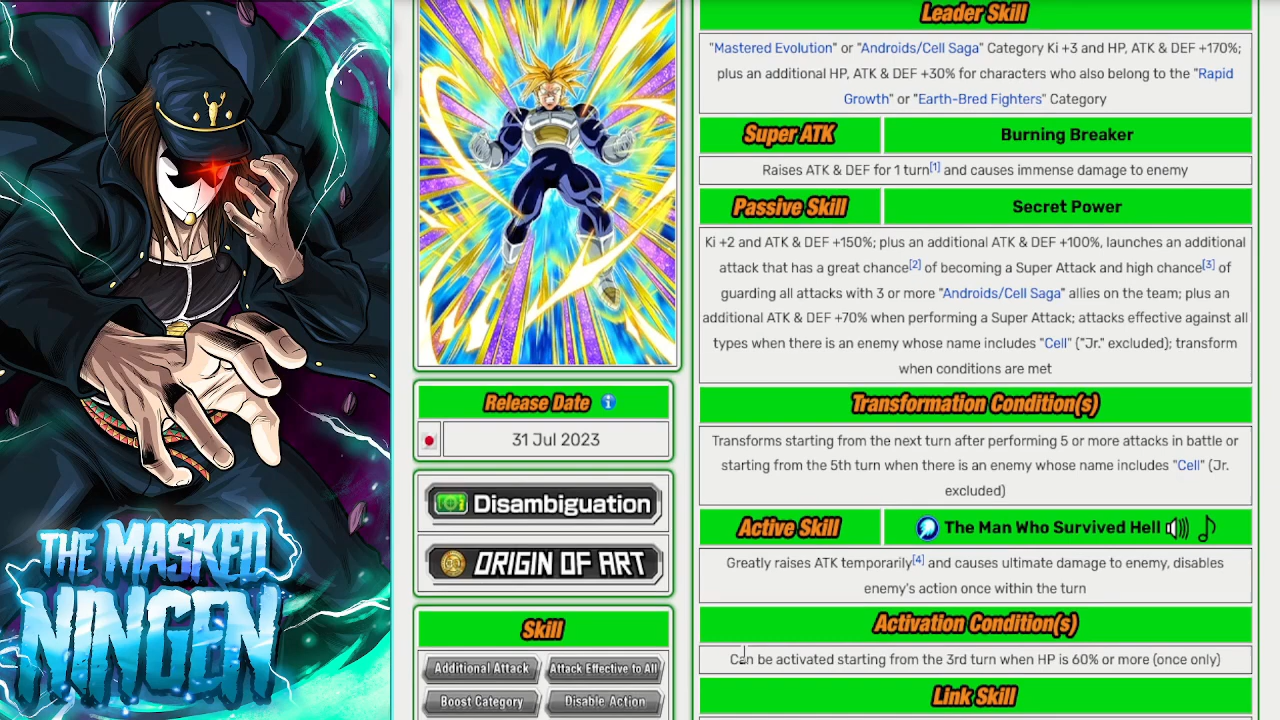 THE MASKED
NINGEN
Release Date
31 Jul 2023
Disambiguation
ORIGIN OF ART
Skill
Additional Attack
Attack Effective to All
Boost Category
Disable Action
Leader Skill
"Mastered Evolution" or "Androids/Cell Saga" Category Ki +3 and HP, ATK & DEF +170%;
plus an additional HP, ATK & DEF +30% for characters who also belong to the "Rapid
Growth" or "Earth-Bred Fighters" Category
Super ATK
Burning Breaker
Raises ATK & DEF for 1 turn[1] and causes immense damage to enemy
Passive Skill
Secret Power
Ki +2 and ATK & DEF +150%; plus an additional ATK & DEF +100%, launches an additional
attack that has a great chance[2] of becoming a Super Attack and high chance[3] of
guarding all attacks with 3 or more "Androids/Cell Saga" allies on the team; plus an
additional ATK & DEF +70% when performing a Super Attack; attacks effective against all
types when there is an enemy whose name includes "Cell" ("Jr." excluded); transform
when conditions are met
Transformation Condition(s)
Transforms starting from the next turn after performing 5 or more attacks in battle or
starting from the 5th turn when there is an enemy whose name includes "Cell" (Jr.
excluded)
Active Skill
The Man Who Survived Hell
Greatly raises ATK temporarily[4] and causes ultimate damage to enemy, disables
enemy's action once within the turn
Activation Condition(s)
Can be activated starting from the 3rd turn when HP is 60% or more (once only)
Link Skill